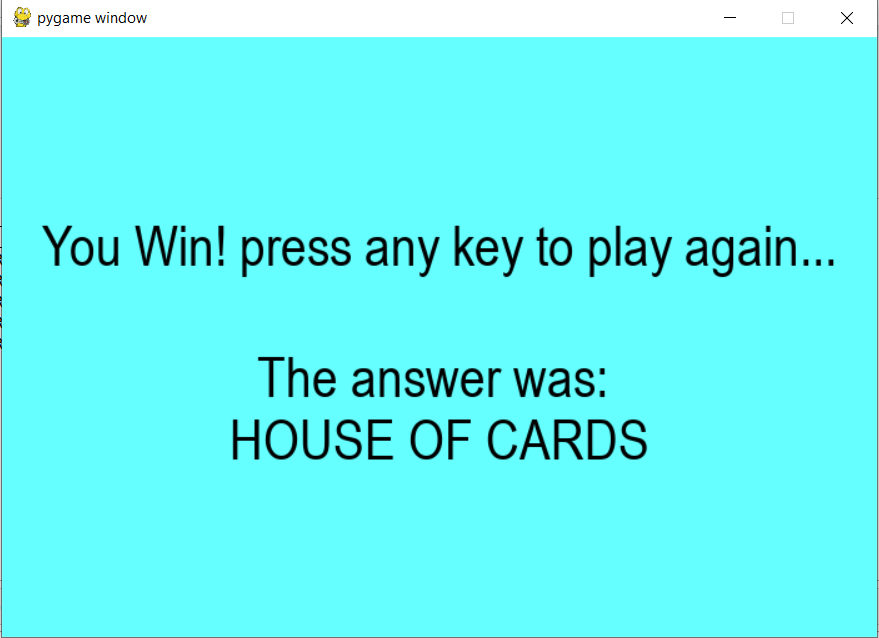 pygame window
You Win! press any key to play again...
The answer was:
HOUSE OF CARDS